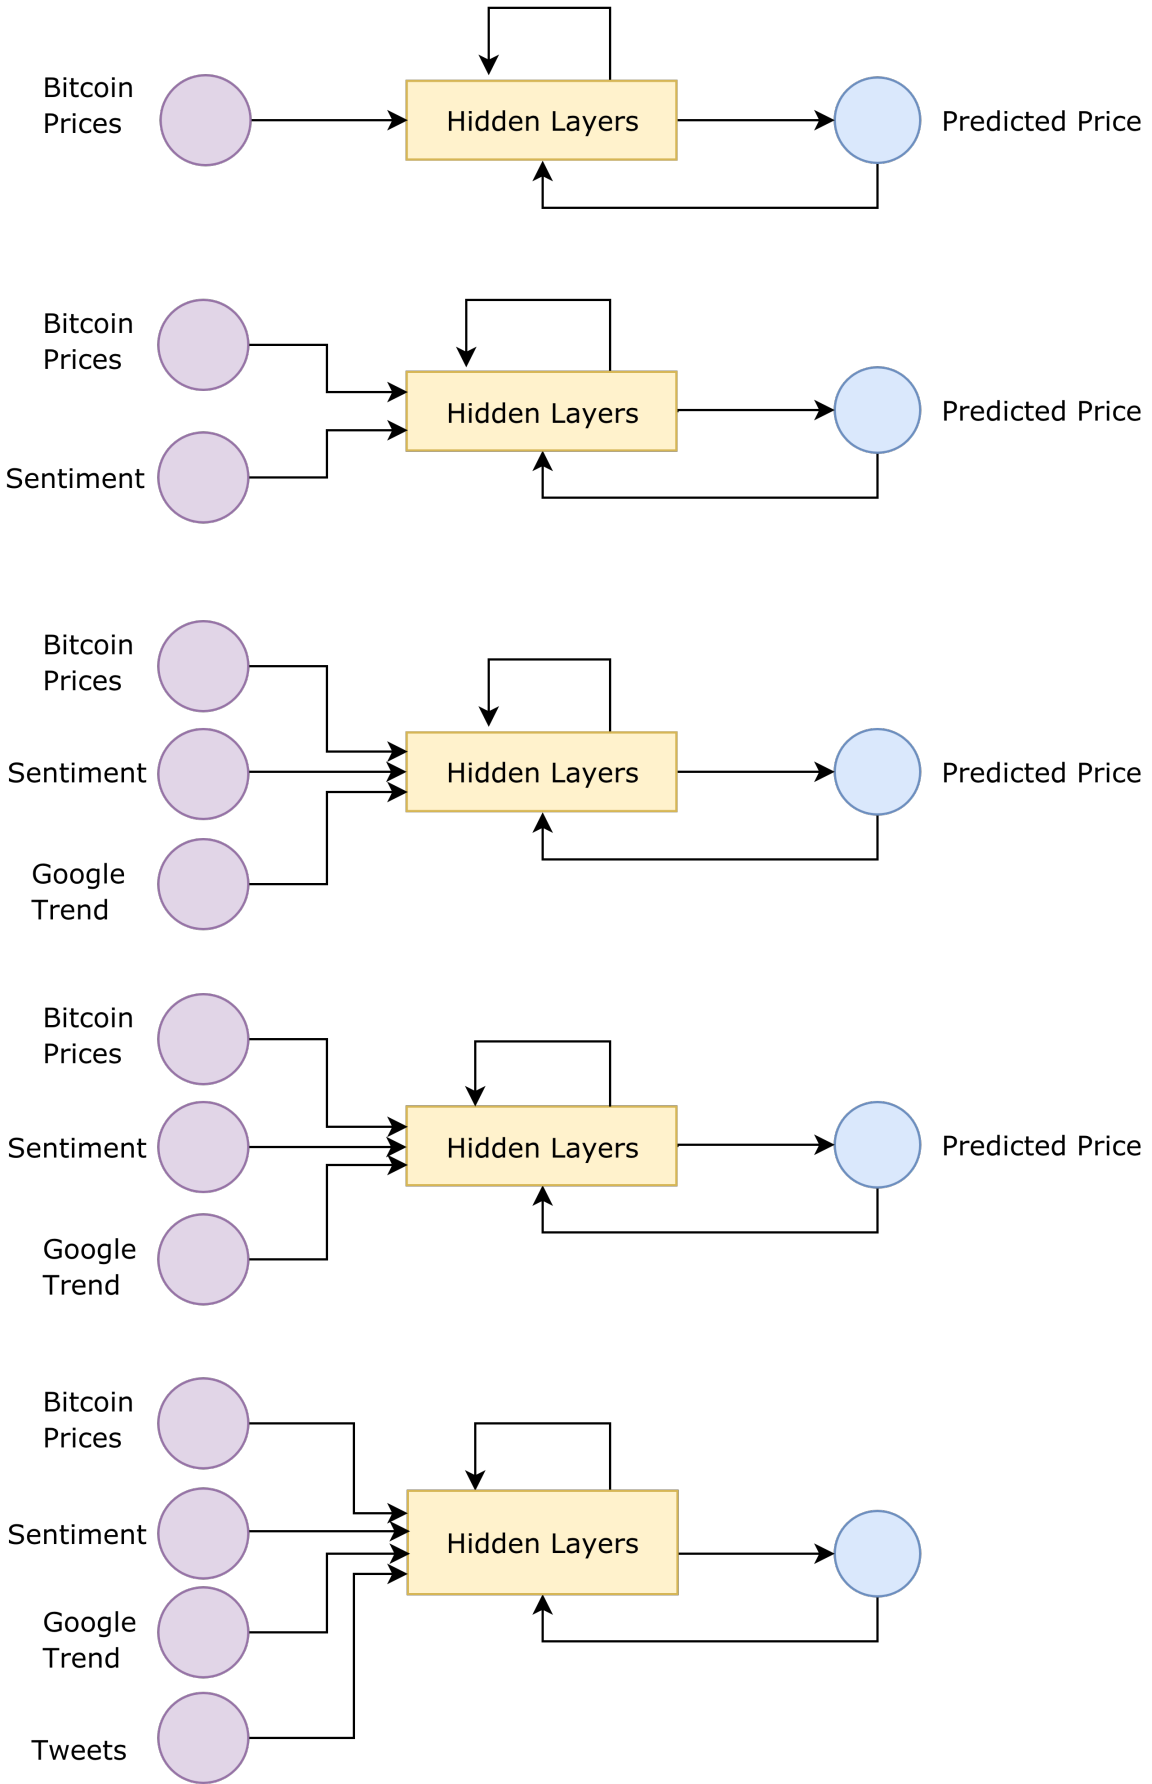 Bitcoin
Prices
Hidden Layers
Predicted Price
Bitcoin
Prices
Sentiment
Hidden Layers
Predicted Price
Bitcoin
Prices
Sentiment
Google
Trend
Hidden Layers
Predicted Price
Bitcoin
Prices
Sentiment
Google
Trend
Hidden Layers
Predicted Price
Bitcoin
Prices
Sentiment
Google
Trend
Tweets
Hidden Layers